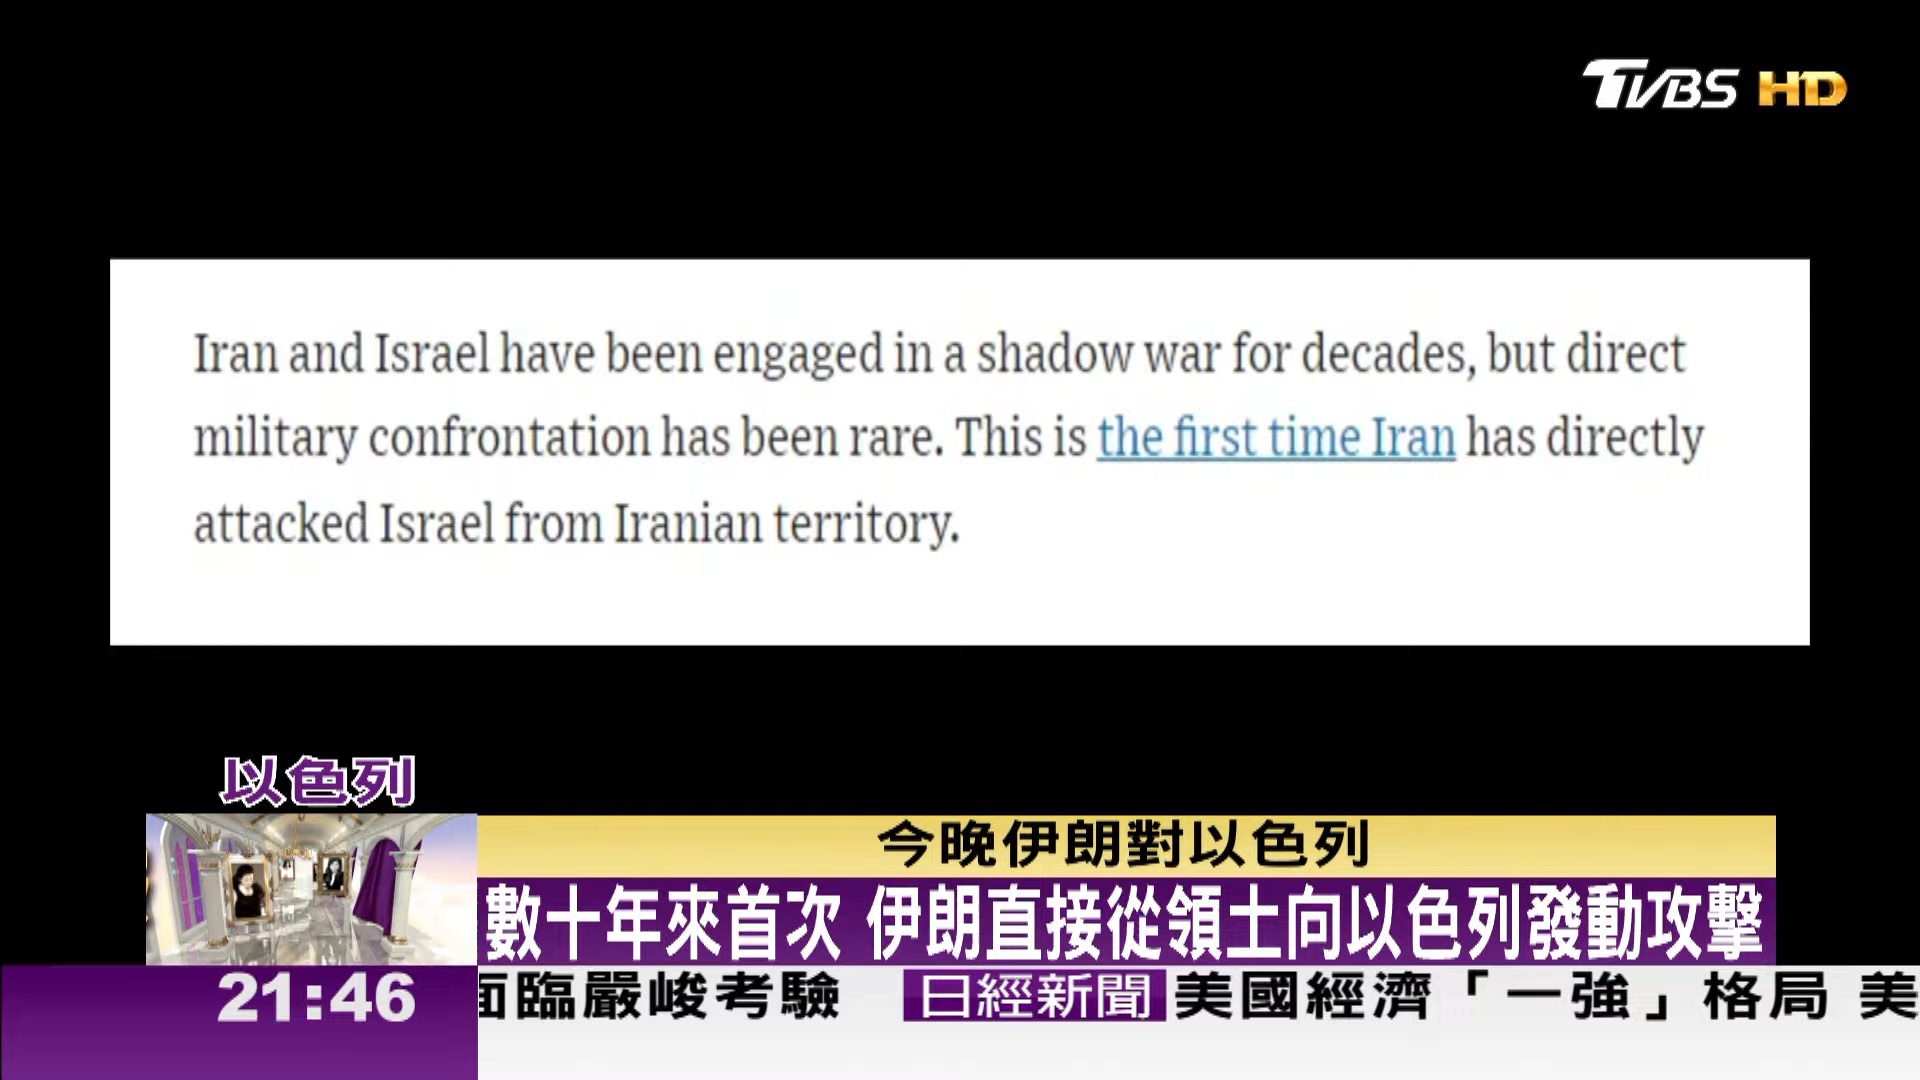 TVBS HD
Iran and Israel have been engaged in a shadow war for decades, but direct
military confrontation has been rare. This is the first time Iran has directly
attacked Israel from Iranian territory.
以色列
今晚伊朗對以色列
數十年來首次 伊朗直接從領土向以色列發動攻擊
21:46
面臨嚴峻考驗 日經新聞 美國經濟「一強」格局 美